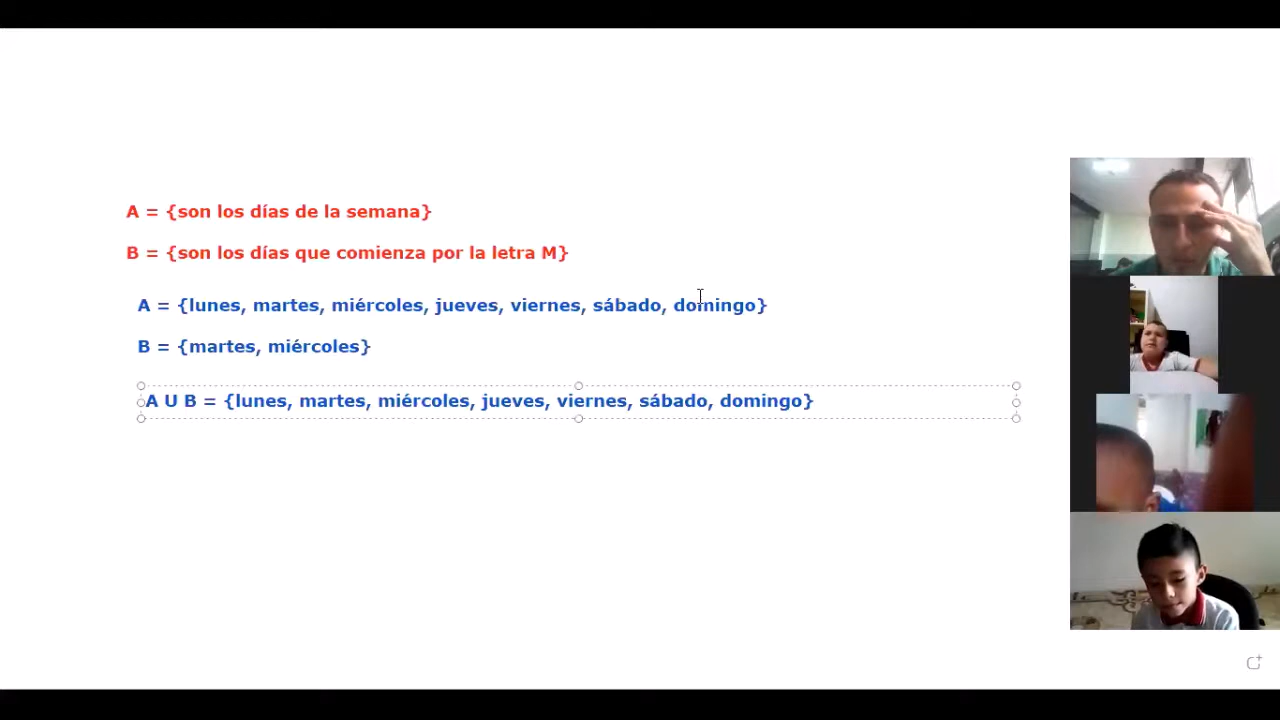 A = {son los días de la semana}
B = {son los días que comienza por la letra M}
A = {lunes, martes, miércoles, jueves, viernes, sábado, domingo}
B = {martes, miércoles}
A U B = {lunes, martes, miércoles, jueves, viernes, sábado, domingo}